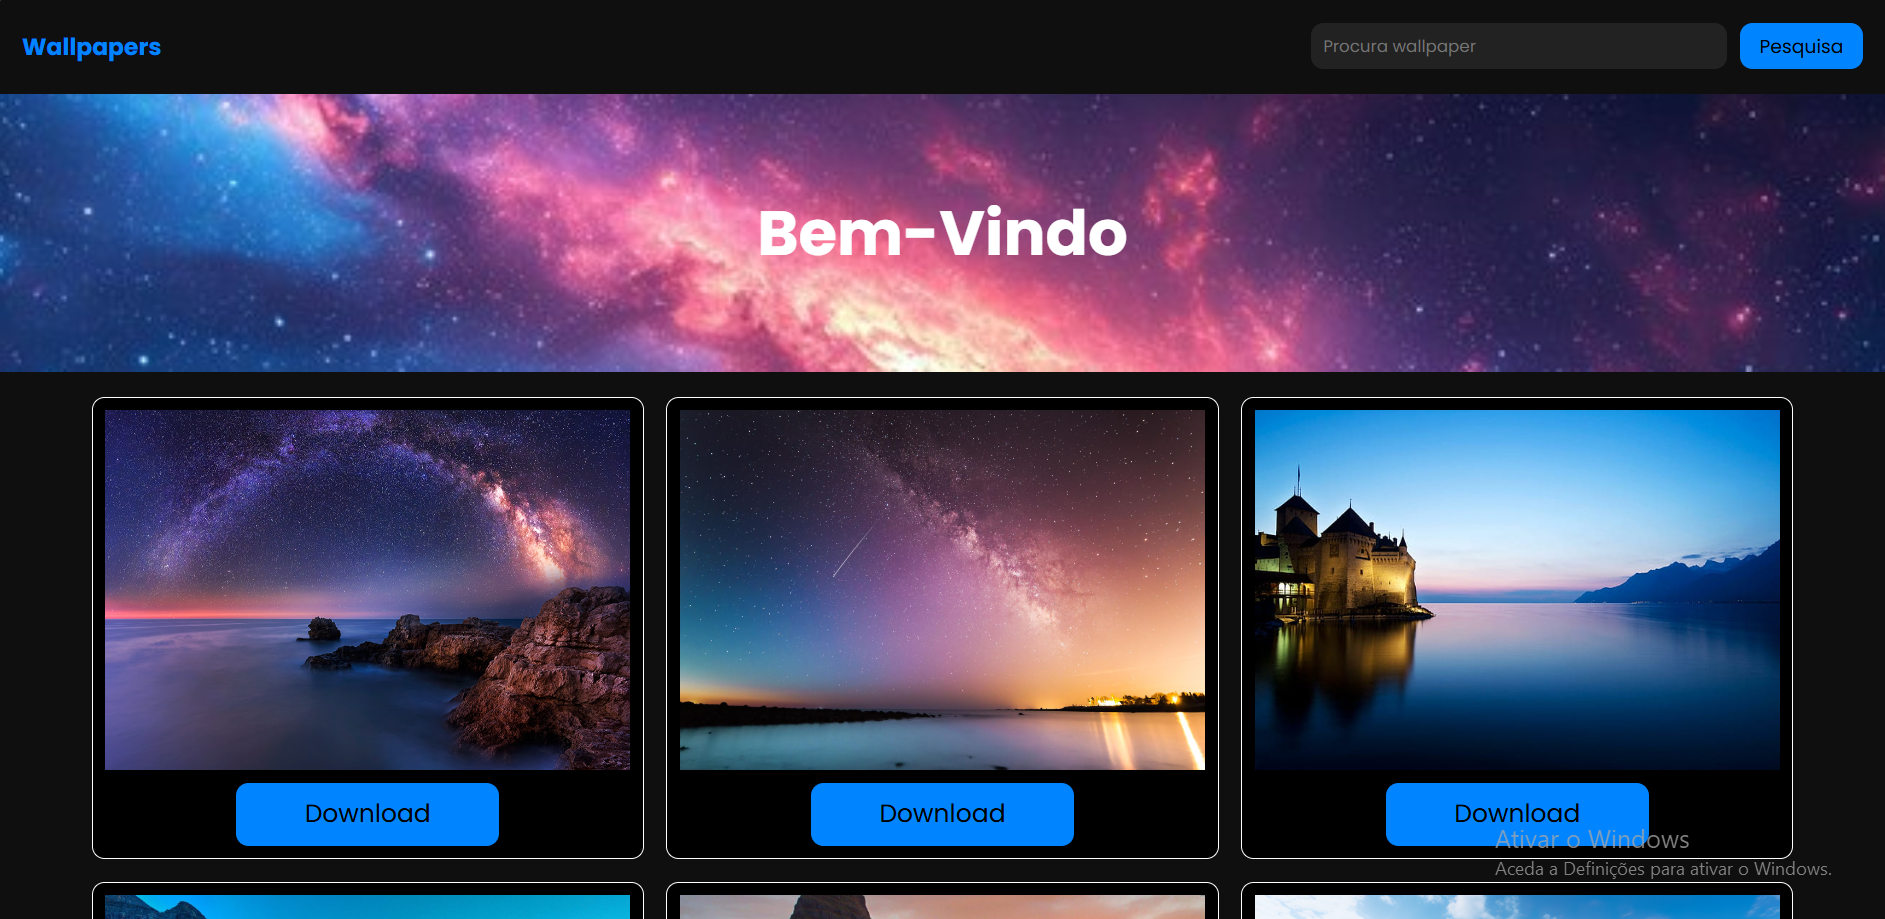 Wallpapers
Procura wallpaper
Pesquisa
Bem-Vindo
Download
Download
Download
Ativar o Windows
Aceda a Definições para ativar o Windows.